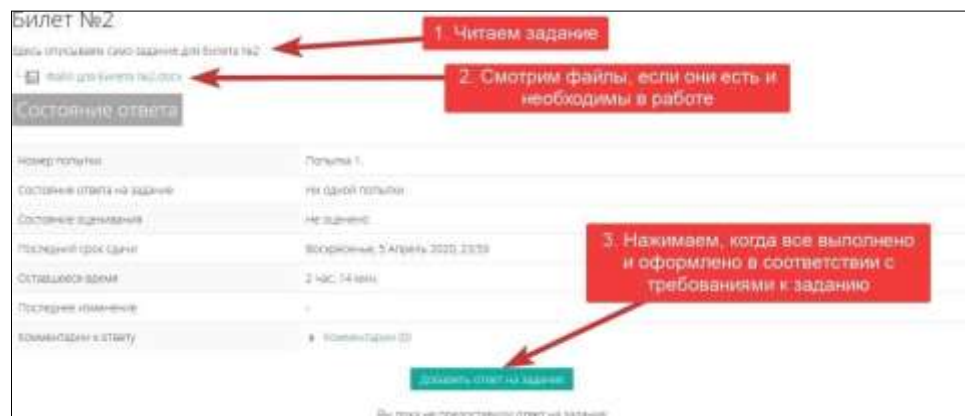 Билет №2
1. Читаем задание
Здесь описываем само задание для Билета №2
Файл для Билета №2.docx
2. Смотрим файлы, если они есть и
необходимы в работе
Состояние ответа
Номер попытки Попытка 1.
Состояние ответа на задание Ни одной попытки
Состояние оценивания Не оценено
Последний срок сдачи Воскресенье, 5 Апрель 2020, 23:59
Оставшееся время 2 час. 14 мин.
Последнее изменение -
Комментарии к ответу Комментарии (0)
3. Нажимаем, когда все выполнено
и оформлено в соответствии с
требованиями к заданию
Добавить ответ на задание
Вы пока не предоставили ответ на задание